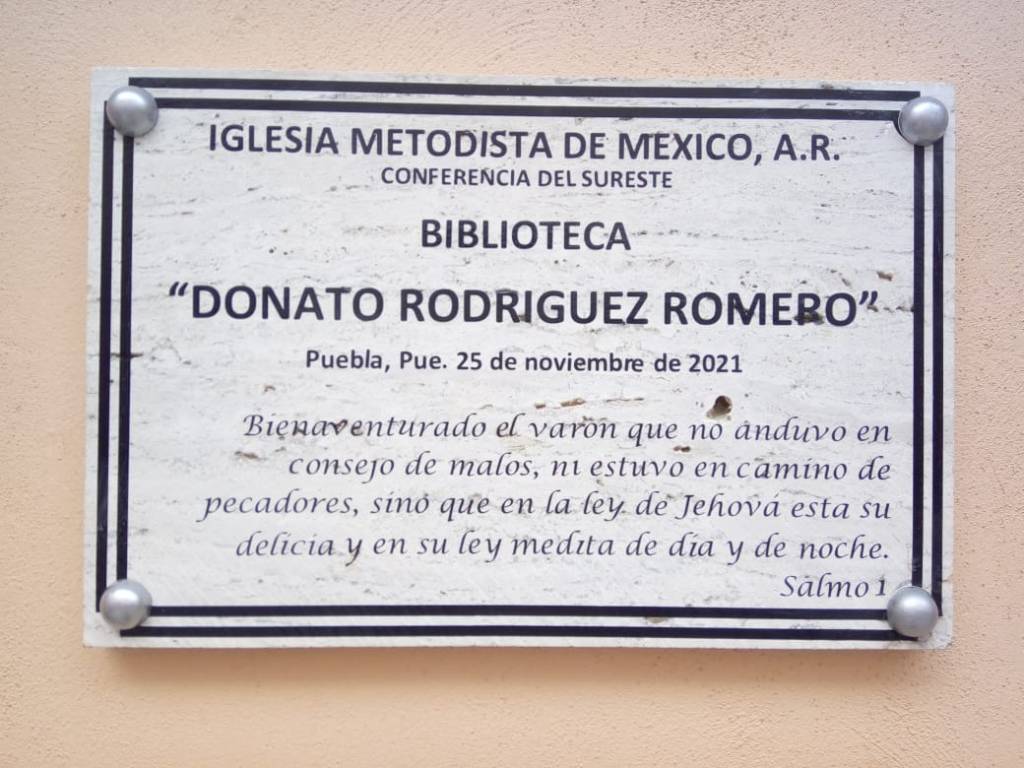 IGLESIA METODISTA DE MEXICO, A.R.
CONFERENCIA DEL SURESTE
BIBLIOTECA
“DONATO RODRIGUEZ ROMERO”
Puebla, Pue. 25 de noviembre de 2021
Bienaventurado el varón que no anduvo en
consejo de malos, ni estuvo en camino de
pecadores, sino que en la ley de Jehová esta su
delicia y en su ley medita de día y de noche.
Salmo 1